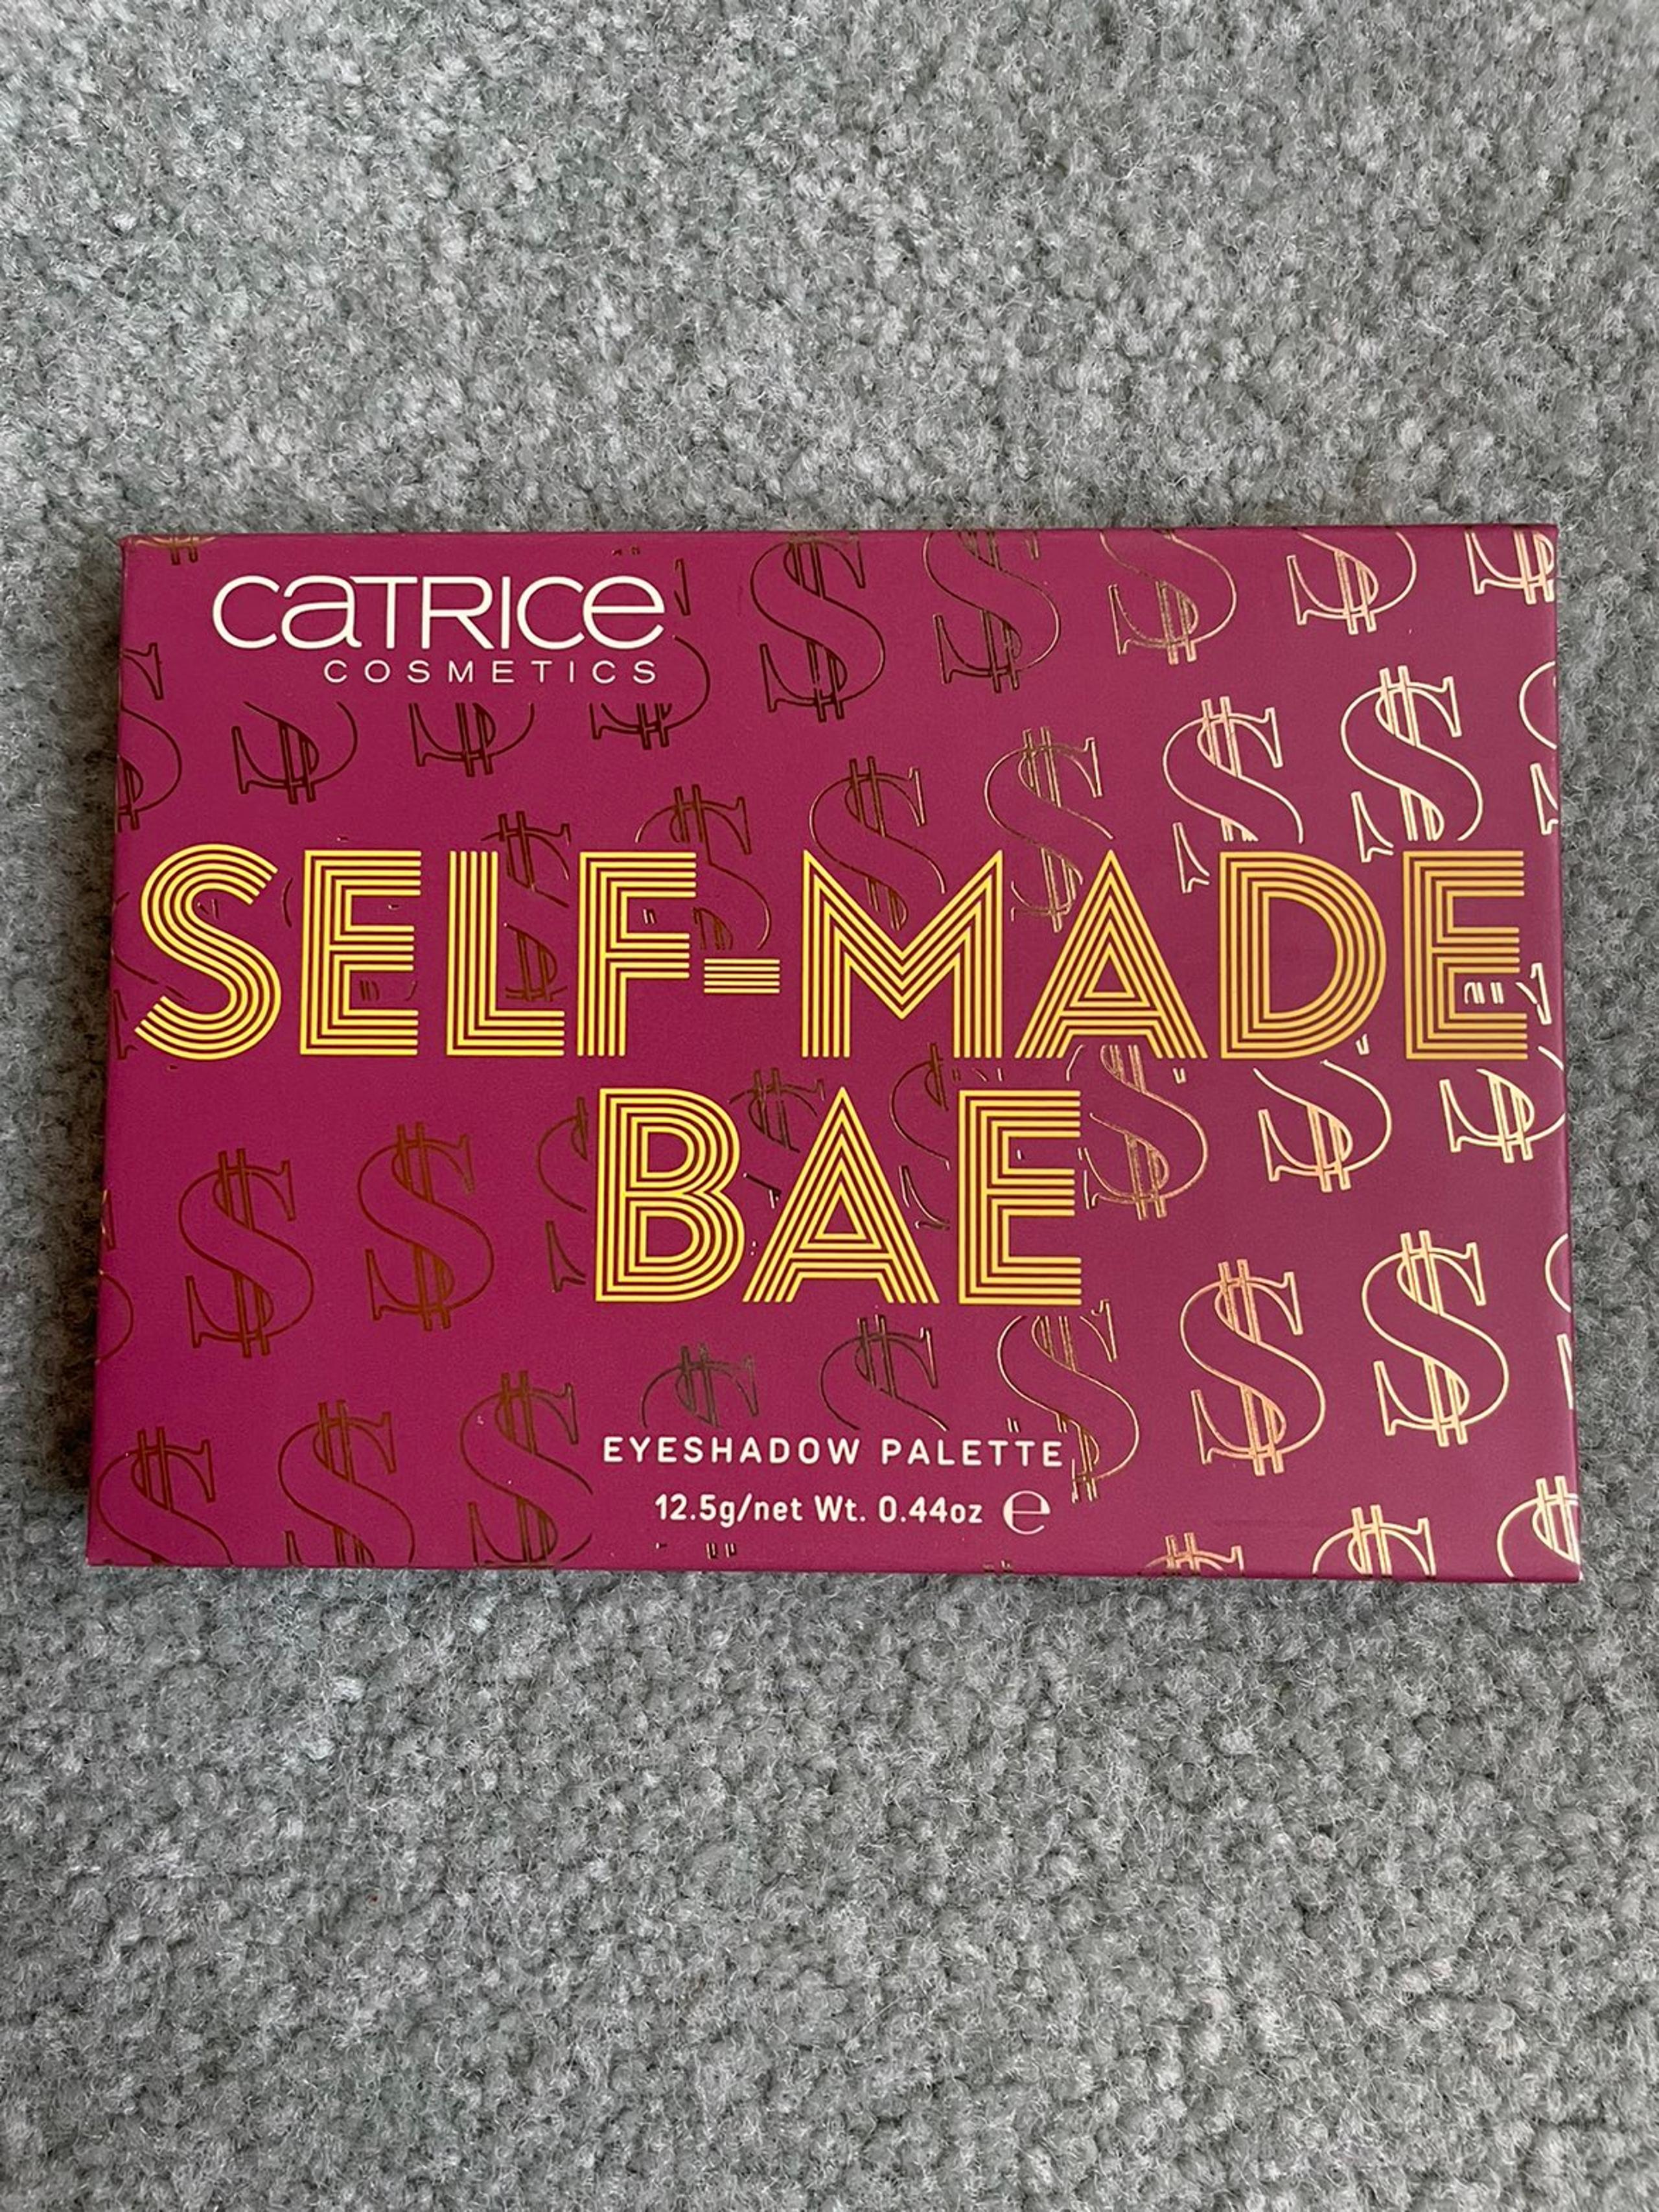 CATRICE
COSMETICS
SELF-MADE
BAE
EYESHADOW PALETTE
12.5g/net Wt. 0.44oz ℮